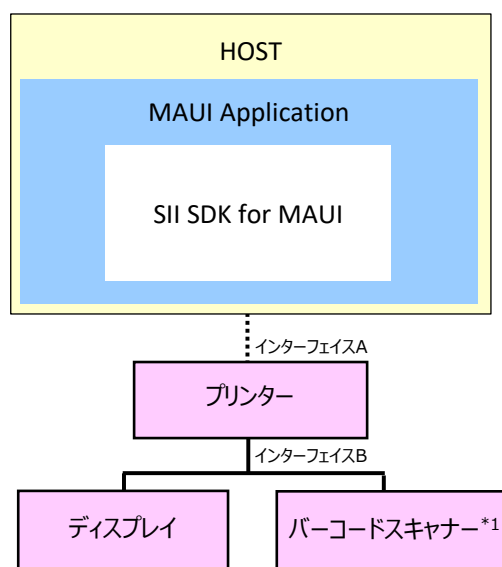 HOST
MAUI Application
SII SDK for MAUI
インターフェイスA
プリンター
インターフェイスB
ディスプレイ
バーコードスキャナー*1